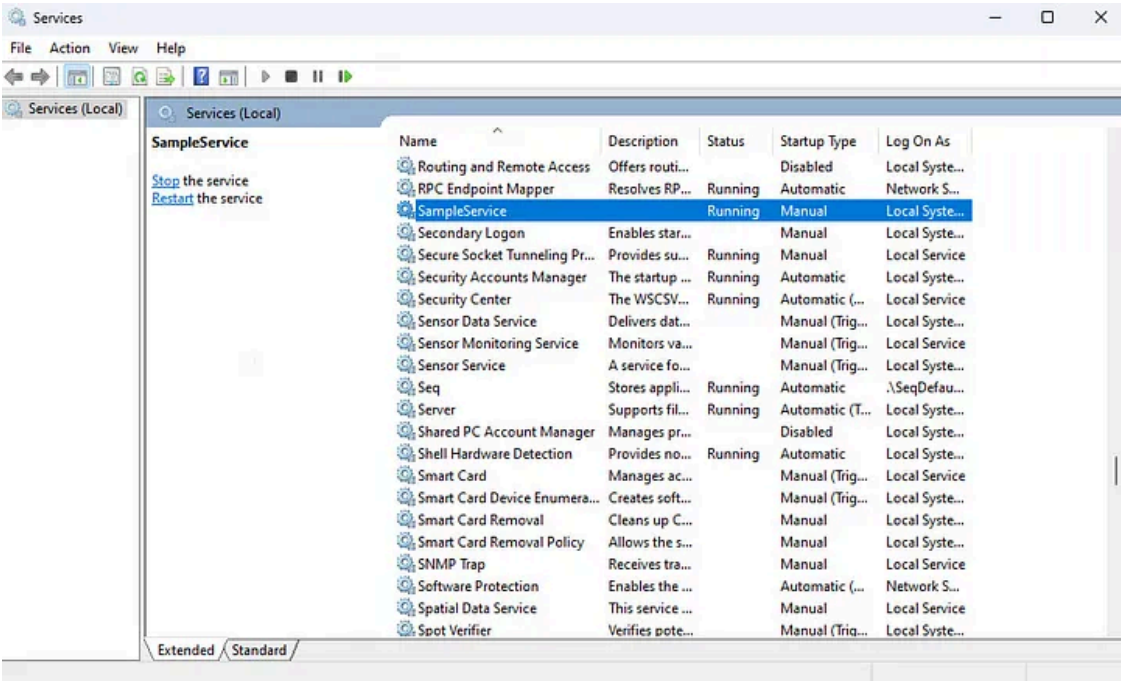 Services
File Action View Help
Services (Local)
Services (Local)
SampleService
Stop the service
Restart the service
Name Description Status Startup Type Log On As
Routing and Remote Access Offers routi... Disabled Local Syste...
RPC Endpoint Mapper Resolves RP... Running Automatic Network S...
SampleService Running Manual Local Syste...
Secondary Logon Enables star... Manual Local Syste...
Secure Socket Tunneling Pr... Provides su... Running Manual Local Service
Security Accounts Manager The startup ... Running Automatic Local Syste...
Security Center The WSCSV... Running Automatic (... Local Service
Sensor Data Service Delivers dat... Manual (Trig... Local Syste...
Sensor Monitoring Service Monitors va... Manual (Trig... Local Service
Sensor Service A service fo... Manual (Trig... Local Syste...
Seq Stores appli... Running Automatic .\SeqDefau...
Server Supports fil... Running Automatic (T... Local Syste...
Shared PC Account Manager Manages pr... Disabled Local Syste...
Shell Hardware Detection Provides no... Running Automatic Local Syste...
Smart Card Manages ac... Manual (Trig... Local Service
Smart Card Device Enumera... Creates soft... Manual (Trig... Local Syste...
Smart Card Removal Cleans up C... Manual Local Syste...
Smart Card Removal Policy Allows the s... Manual Local Syste...
SNMP Trap Receives tra... Manual Local Service
Software Protection Enables the ... Automatic (... Network S...
Spatial Data Service This service ... Manual Local Service
Spot Verifier Verifies pote... Manual (Trig... Local Syste...
Extended Standard